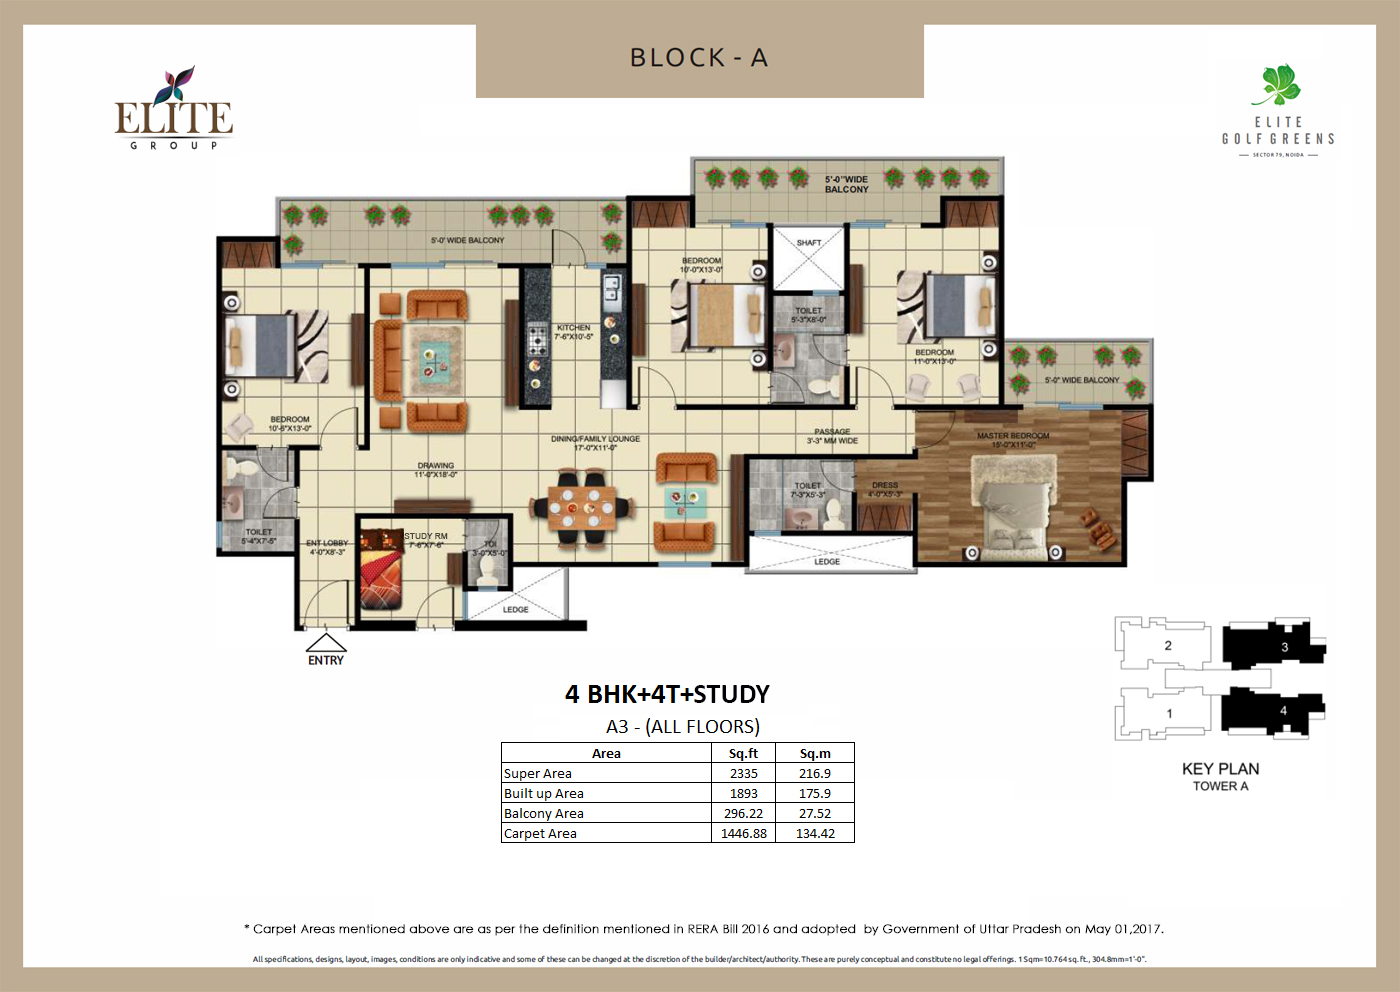 BLOCK - A
ELITE
GROUP
ELITE
GOLF GREENS
SECTOR 79, NOIDA
5'-0"WIDE
BALCONY
5'-0' WIDE BALCONY
SHAFT
BEDROOM
10'-0"X13'-0"
TOILET
5'-3"X8'-0"
KITCHEN
7'-6"X10'-5"
BEDROOM
11'-0"X13'-0"
5'-0" WIDE BALCONY
BEDROOM
10'-6"X13'-0"
DINING/FAMILY LOUNGE
17'-0"X11'-0"
PASSAGE
3'-3" MM WIDE
MASTER BEDROOM
15'-0"X11'-0"
DRAWING
11'-0"X18'-0"
TOILET
7'-3"X5'-3"
DRESS
4'-0"X5'-3"
TOILET
5'-4"X7'-5"
ENT LOBBY
4'-0"X8'-3"
STUDY RM
7'-6"X7'-6"
TOI
3'-0"X5'-0"
LEDGE
LEDGE
ENTRY
2
3
1
4
KEY PLAN
TOWER A
4 BHK+4T+STUDY
A3 - (ALL FLOORS)
Area Sq.ft Sq.m
Super Area 2335 216.9
Built up Area 1893 175.9
Balcony Area 296.22 27.52
Carpet Area 1446.88 134.42
* Carpet Areas mentioned above are as per the definition mentioned in RERA Bill 2016 and adopted by Government of Uttar Pradesh on May 01,2017.
All specifications, designs, layout, images, conditions are only indicative and some of these can be changed at the discretion of the builder/architect/authority. These are purely conceptual and constitute no legal offerings. 1 Sqm=10.764 sq. ft., 304.8mm=1'-0".